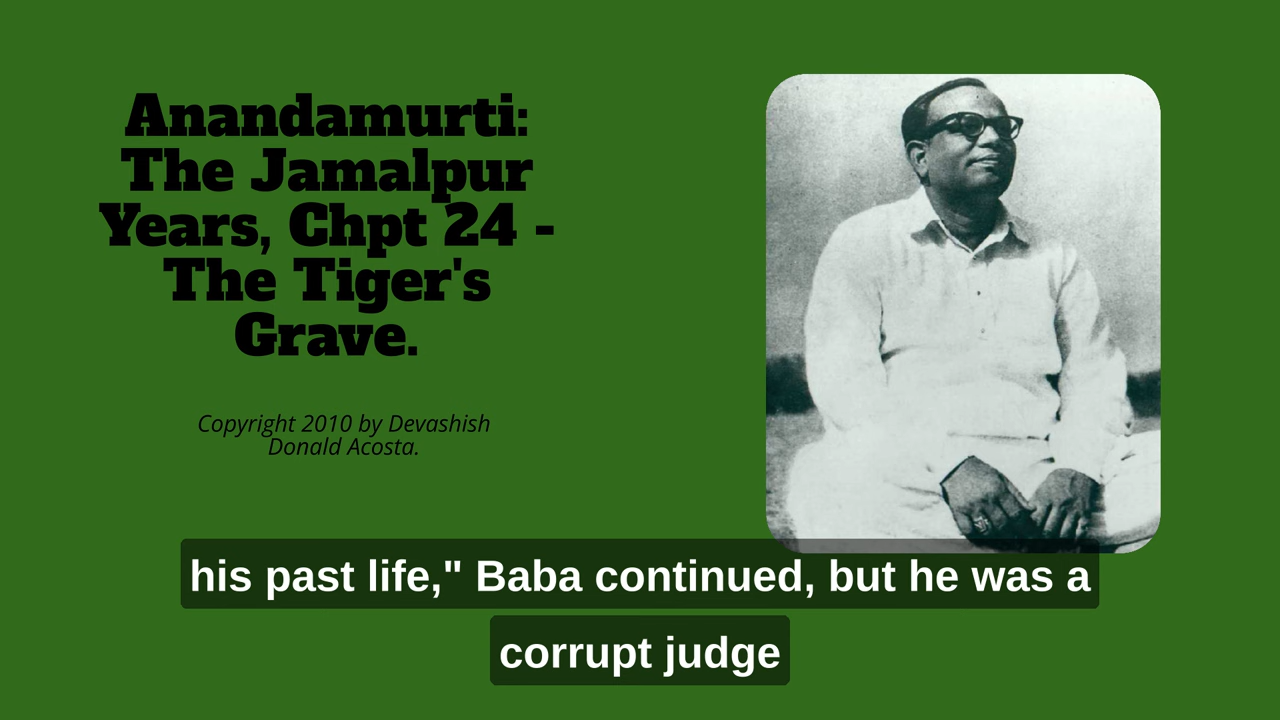 Anandamurti:
The Jamalpur
Years, Chpt 24 -
The Tiger's
Grave.
Copyright 2010 by Devashish
Donald Acosta.
his past life," Baba continued, but he was a
corrupt judge